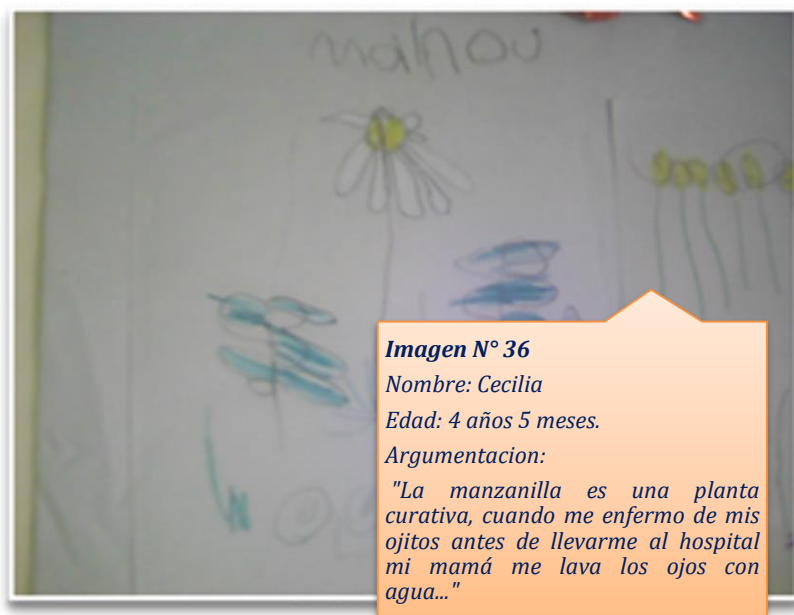 Imagen N° 36
Nombre: Cecilia
Edad: 4 años 5 meses.
Argumentacion:
"La manzanilla es una planta
curativa, cuando me enfermo de mis
ojitos antes de llevarme al hospital
mi mamá me lava los ojos con
agua..."